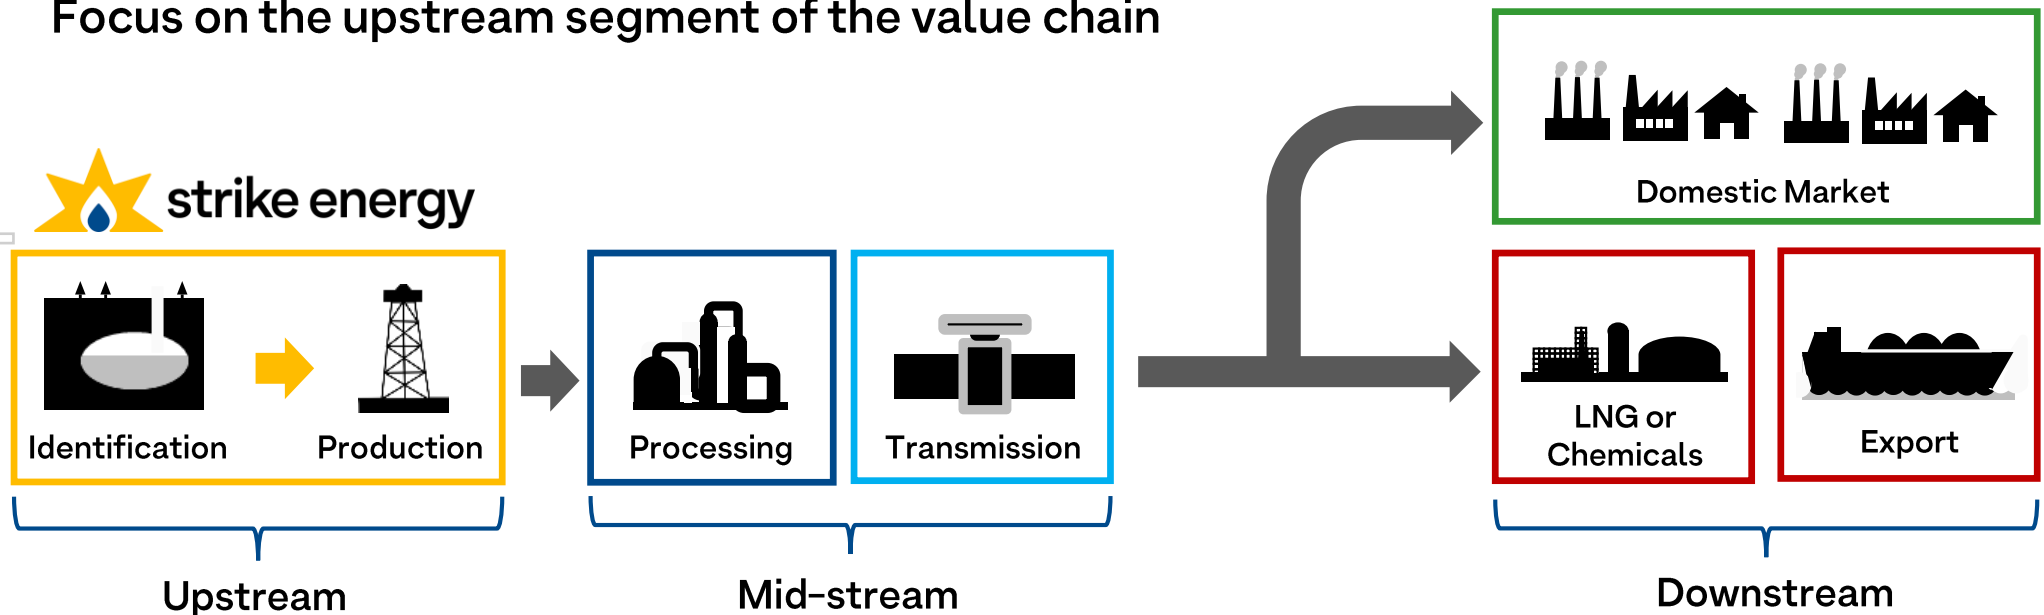 Focus on the upstream segment of the value chain
strike energy
Identification
Production
Processing
Transmission
Domestic Market
LNG or
Chemicals
Export
Upstream
Mid-stream
Downstream